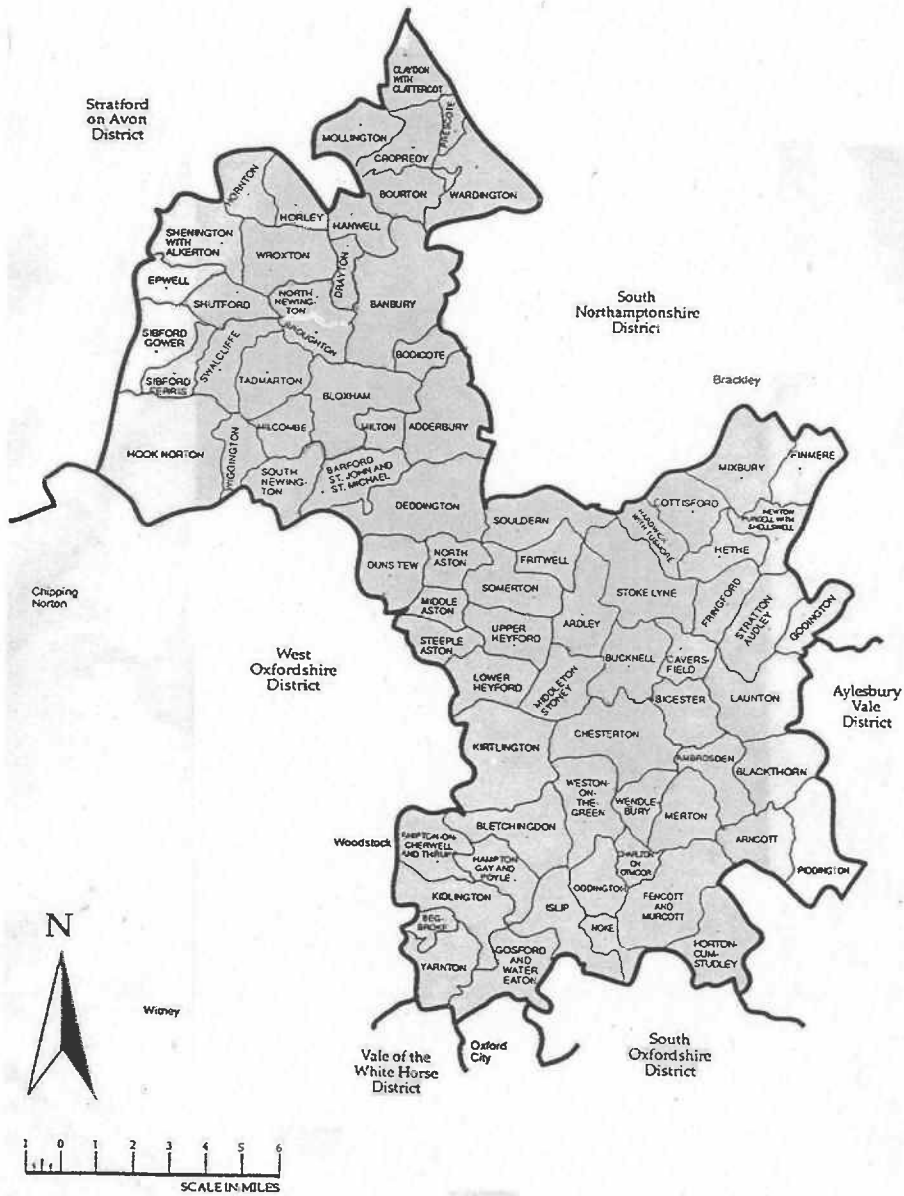 CLAYDON
WITH
CLATTERCOT
Stratford
on Avon
District
PRESCOTE
MOLLINGTON
CROPREDY
BOURTON
WARDINGTON
HORNTON
HORLEY
HANWELL
SHENINGTON
WITH
ALKERTON
WROXTON
DRAYTON
EPWELL
SHUTFORD
NORTH
NEWING-
TON
BANBURY
South
Northamptonshire
District
SIBFORD
GOWER
SWALCLIFFE
BROUGHTON
BODICOTE
SIBFORD
FERRIS
TADMARTON
BLOXHAM
Brackley
HOOK NORTON
WIGGINGTON
MILCOMBE
MILTON
ADDERBURY
SOUTH
NEWING-
TON
BARFORD
ST. JOHN AND
ST. MICHAEL
MIXBURY
FINMERE
DEDDINGTON
SOULDERN
HARDWICK
WITH TUSMORE
COTTISFORD
NEWTON
PURCELL WITH
SHELLSWELL
HETHE
DUNS TEW
NORTH
ASTON
FRITWELL
SOMERTON
STOKE LYNE
FRINGFORD
STRATTON
AUDLEY
GODINGTON
Chipping
Norton
MIDDLE
ASTON
UPPER
HEYFORD
ARDLEY
STEEPLE
ASTON
BUCKNELL
CAVERS-
FIELD
West
Oxfordshire
District
LOWER
HEYFORD
MIDDLETON
STONEY
BICESTER
LAUNTON
Aylesbury
Vale
District
KIRTLINGTON
CHESTERTON
AMBROSDEN
BLACKTHORN
WESTON-
ON-
THE-
GREEN
WENDLE-
BURY
MERTON
Woodstock
CHERWELL
AND THRUPP
BLETCHINGDON
ARNCOTT
PIDDINGTON
HAMPTON
GAY AND
POYLE
CHARLTON
ON
OTMOOR
KIDLINGTON
ODDINGTON
FENCOTT
AND
MURCOTT
ISLIP
BEG-
BROKE
NOKE
YARNTON
GOSFORD
AND
WATER
EATON
HORTON-
CUM-
STUDLEY
N
Witney
Vale of the
White Horse
District
Oxford
City
South
Oxfordshire
District
1 0 1 2 3 4 5 6
SCALE IN MILES